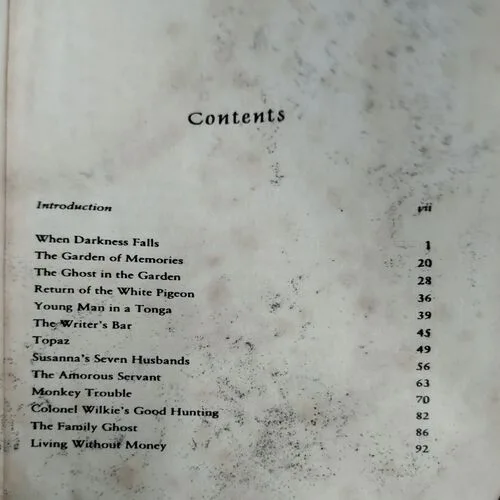 Contents
Introduction vii
When Darkness Falls 1
The Garden of Memories 20
The Ghost in the Garden 28
Return of the White Pigeon 36
Young Man in a Tonga 39
The Writer's Bar 45
Topaz 49
Susanna's Seven Husbands 56
The Amorous Servant 63
Monkey Trouble 70
Colonel Wilkie's Good Hunting 82
The Family Ghost 86
Living Without Money 92